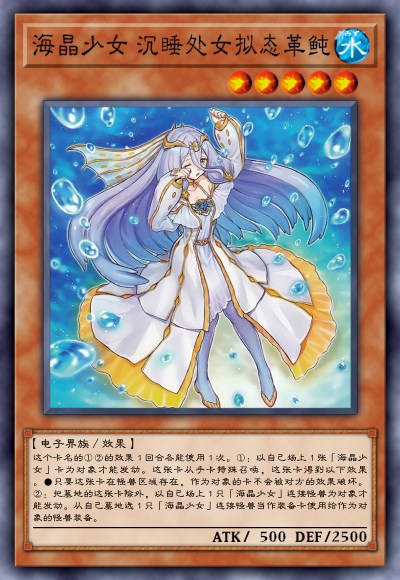 海晶少女 沉睡处女拟态革鲀
水
【电子界族／效果】
这个卡名的①②的效果1回合各能使用1次。①：以自己场上1张「海晶少
女」卡为对象才能发动。这张卡从手卡特殊召唤，这张卡得到以下效
果。●只要这张卡在怪兽区域存在，作为对象的卡不会被对方的效果破坏。
②：把墓地的这张卡除外，以自己场上1只「海晶少女」连接怪兽为对象才
能发动。从自己墓地选1只「海晶少女」连接怪兽当作装备卡使用给作为对
象的怪兽装备。
ATK/ 500 DEF/2500